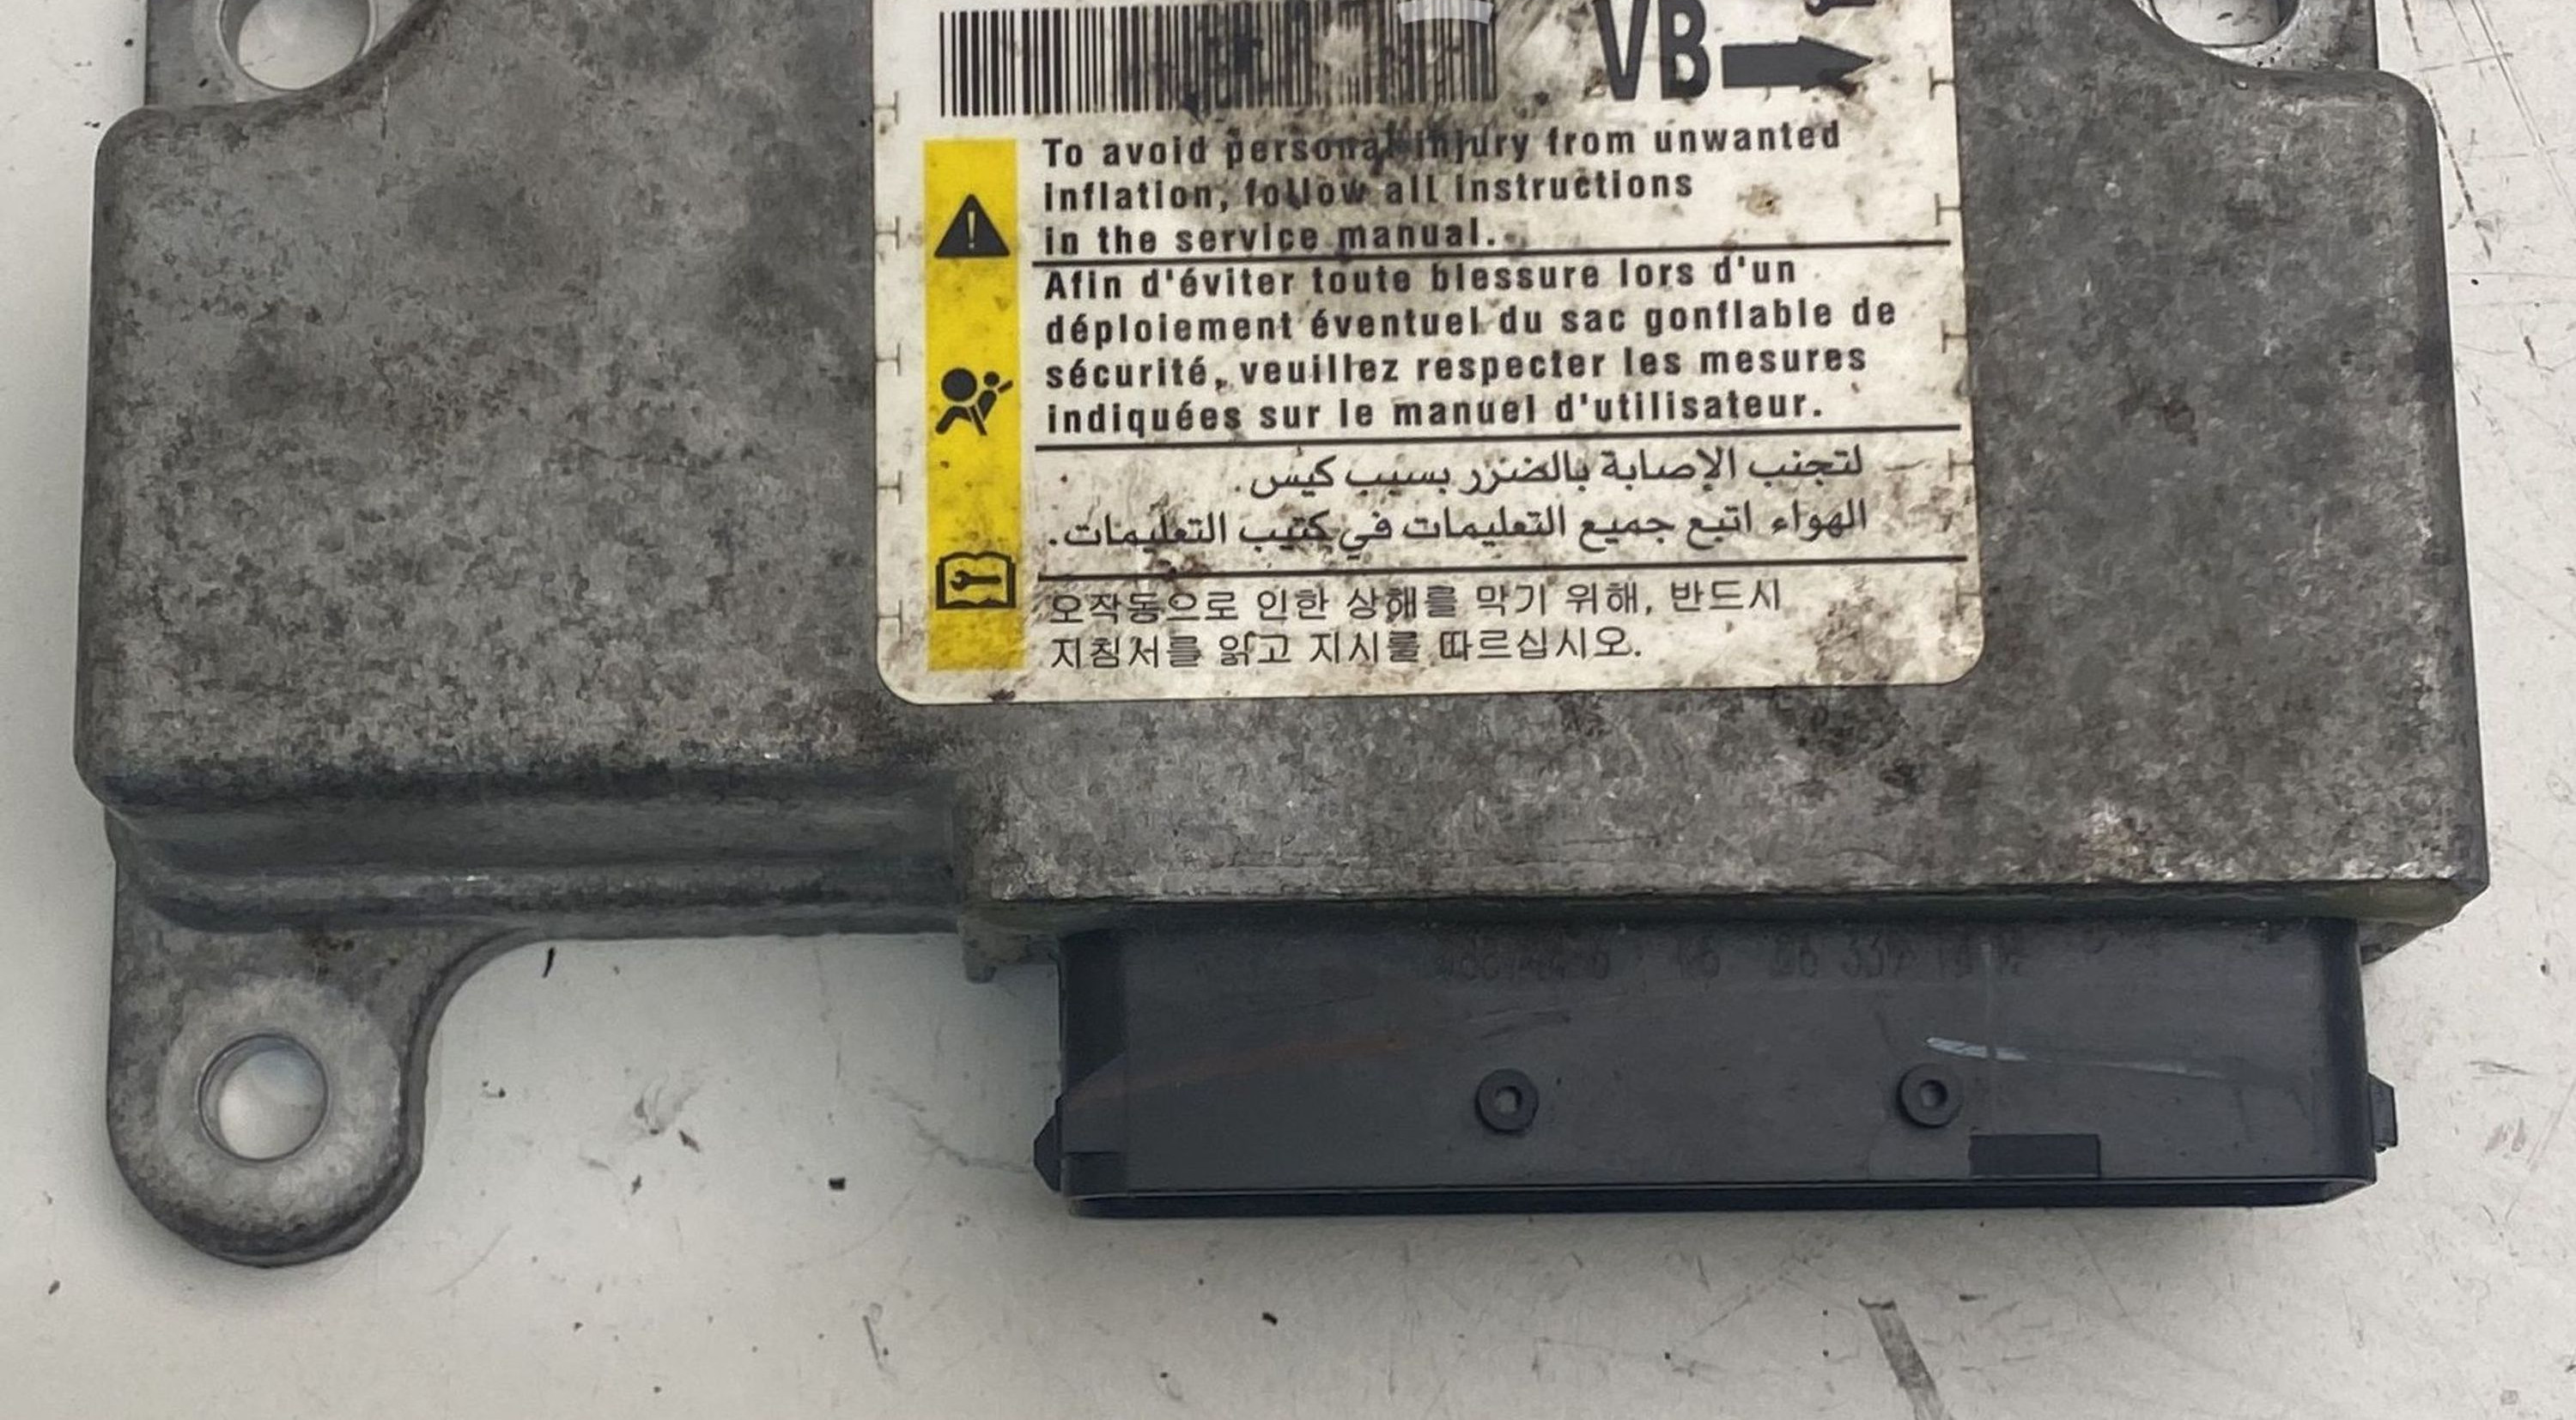 VB
To avoid personal injury from unwanted
inflation, follow all instructions
in the service manual.
Afin d'éviter toute blessure lors d'un
déploiement éventuel du sac gonflable de
sécurité, veuillez respecter les mesures
indiquées sur le manuel d'utilisateur.
لتجنب الإصابة بالضرر بسبب كيس.
الهواء اتبع جميع التعليمات في كتيب التعليمات.
오작동으로 인한 상해를 막기 위해, 반드시
지침서를 읽고 지시를 따르십시오.